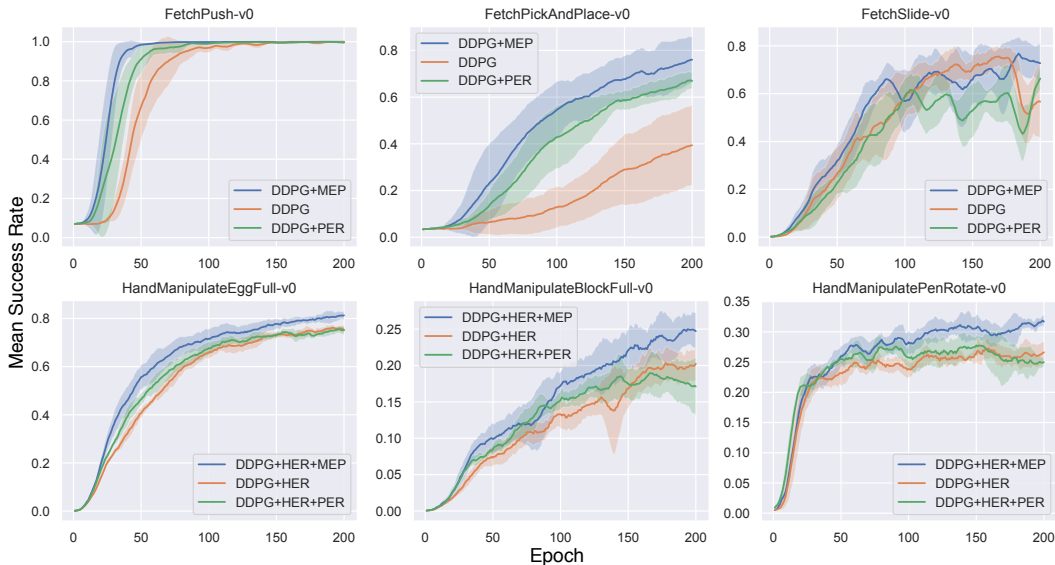 FetchPush-v0
FetchPickAndPlace-v0
FetchSlide-v0
Mean Success Rate
1.0
0.8
0.6
0.4
0.2
0.0
0 50 100 150 200
DDPG+MEP
DDPG
DDPG+PER
0.8
0.6
0.4
0.2
0.0
0 50 100 150 200
DDPG+MEP
DDPG
DDPG+PER
0.8
0.6
0.4
0.2
0.0
0 50 100 150 200
DDPG+MEP
DDPG
DDPG+PER
HandManipulateEggFull-v0
HandManipulateBlockFull-v0
HandManipulatePenRotate-v0
0.8
0.6
0.4
0.2
0.0
0 50 100 150 200
DDPG+HER+MEP
DDPG+HER
DDPG+HER+PER
0.25
0.20
0.15
0.10
0.05
0.00
0 50 100 150 200
DDPG+HER+MEP
DDPG+HER
DDPG+HER+PER
0.35
0.30
0.25
0.20
0.15
0.10
0.05
0.00
0 50 100 150 200
DDPG+HER+MEP
DDPG+HER
DDPG+HER+PER
Epoch